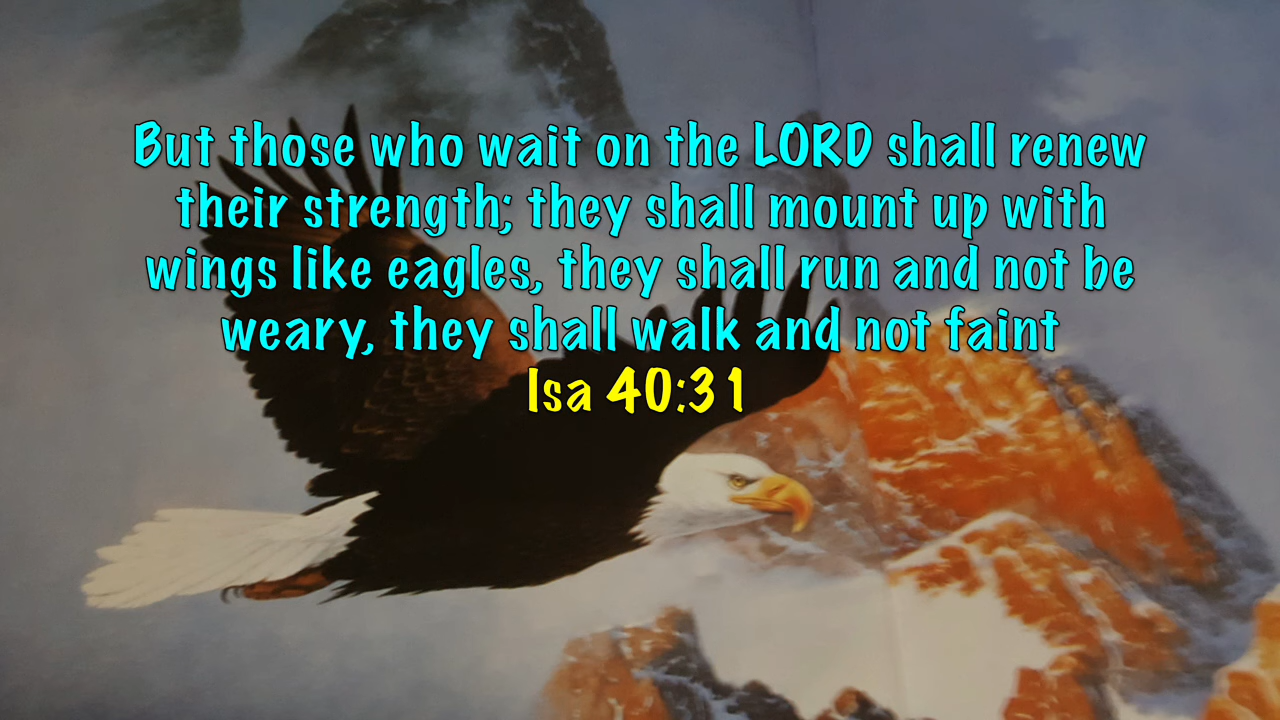 But those who wait on the LORD shall renew
their strength; they shall mount up with
wings like eagles, they shall run and not be
weary, they shall walk and not faint
Isa 40:31